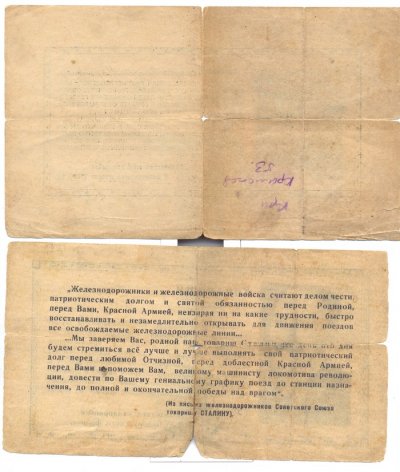 „Железнодорожники и железнодорожные войска считают делом чести,
патриотическим долгом и святой обязанностью перед Родиной,
перед Вами, Красной Армией, невзирая ни на какие трудности, быстро
восстанавливать и незамедлительно открывать для движения поездов
все освобождаемые железнодорожные линии...
...Мы заверяем Вас, родной наш, товарищ Сталин, что день ото дня
будем стремиться всё лучше и лучше выполнять свой патриотический
долг перед любимой Отчизной, перед доблестной Красной Армией,
перед Вами и поможем Вам, великому машинисту локомотива револю-
ции, довести по Вашему гениальному графику поезд до станции назна-
чения, до полной и окончательной победы над врагом“.
(Из письма железнодорожников Советского Союза
товарищу СТАЛИНУ).